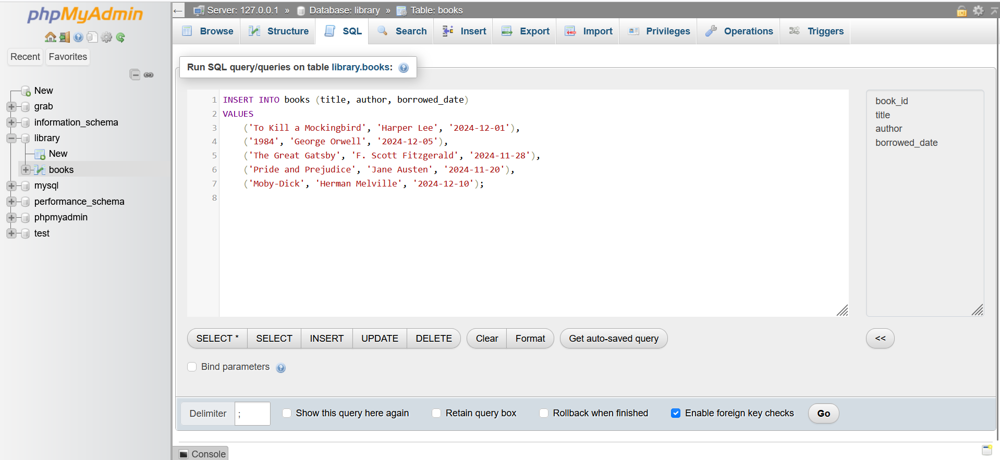 phpMyAdmin
Recent Favorites
New
grab
information_schema
library
New
books
mysql
performance_schema
phpmyadmin
test
Server: 127.0.0.1 » Database: library » Table: books
Browse Structure SQL Search Insert Export Import Privileges Operations Triggers
Run SQL query/queries on table library.books:
1 INSERT INTO books (title, author, borrowed_date)
2 VALUES
3 ('To Kill a Mockingbird', 'Harper Lee', '2024-12-01'),
4 ('1984', 'George Orwell', '2024-12-05'),
5 ('The Great Gatsby', 'F. Scott Fitzgerald', '2024-11-28'),
6 ('Pride and Prejudice', 'Jane Austen', '2024-11-20'),
7 ('Moby-Dick', 'Herman Melville', '2024-12-10');
8
book_id
title
author
borrowed_date
SELECT * SELECT INSERT UPDATE DELETE Clear Format Get auto-saved query <<
Bind parameters
Delimiter ; Show this query here again Retain query box Rollback when finished Enable foreign key checks Go
Console